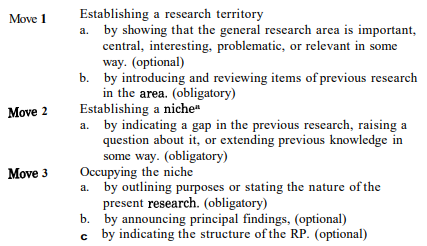 Move 1 Establishing a research territory
a. by showing that the general research area is important,
central, interesting, problematic, or relevant in some
way. (optional)
b. by introducing and reviewing items of previous research
in the area. (obligatory)
Move 2 Establishing a nicheª
a. by indicating a gap in the previous research, raising a
question about it, or extending previous knowledge in
some way. (obligatory)
Move 3 Occupying the niche
a. by outlining purposes or stating the nature of the
present research. (obligatory)
b. by announcing principal findings, (optional)
c by indicating the structure of the RP. (optional)